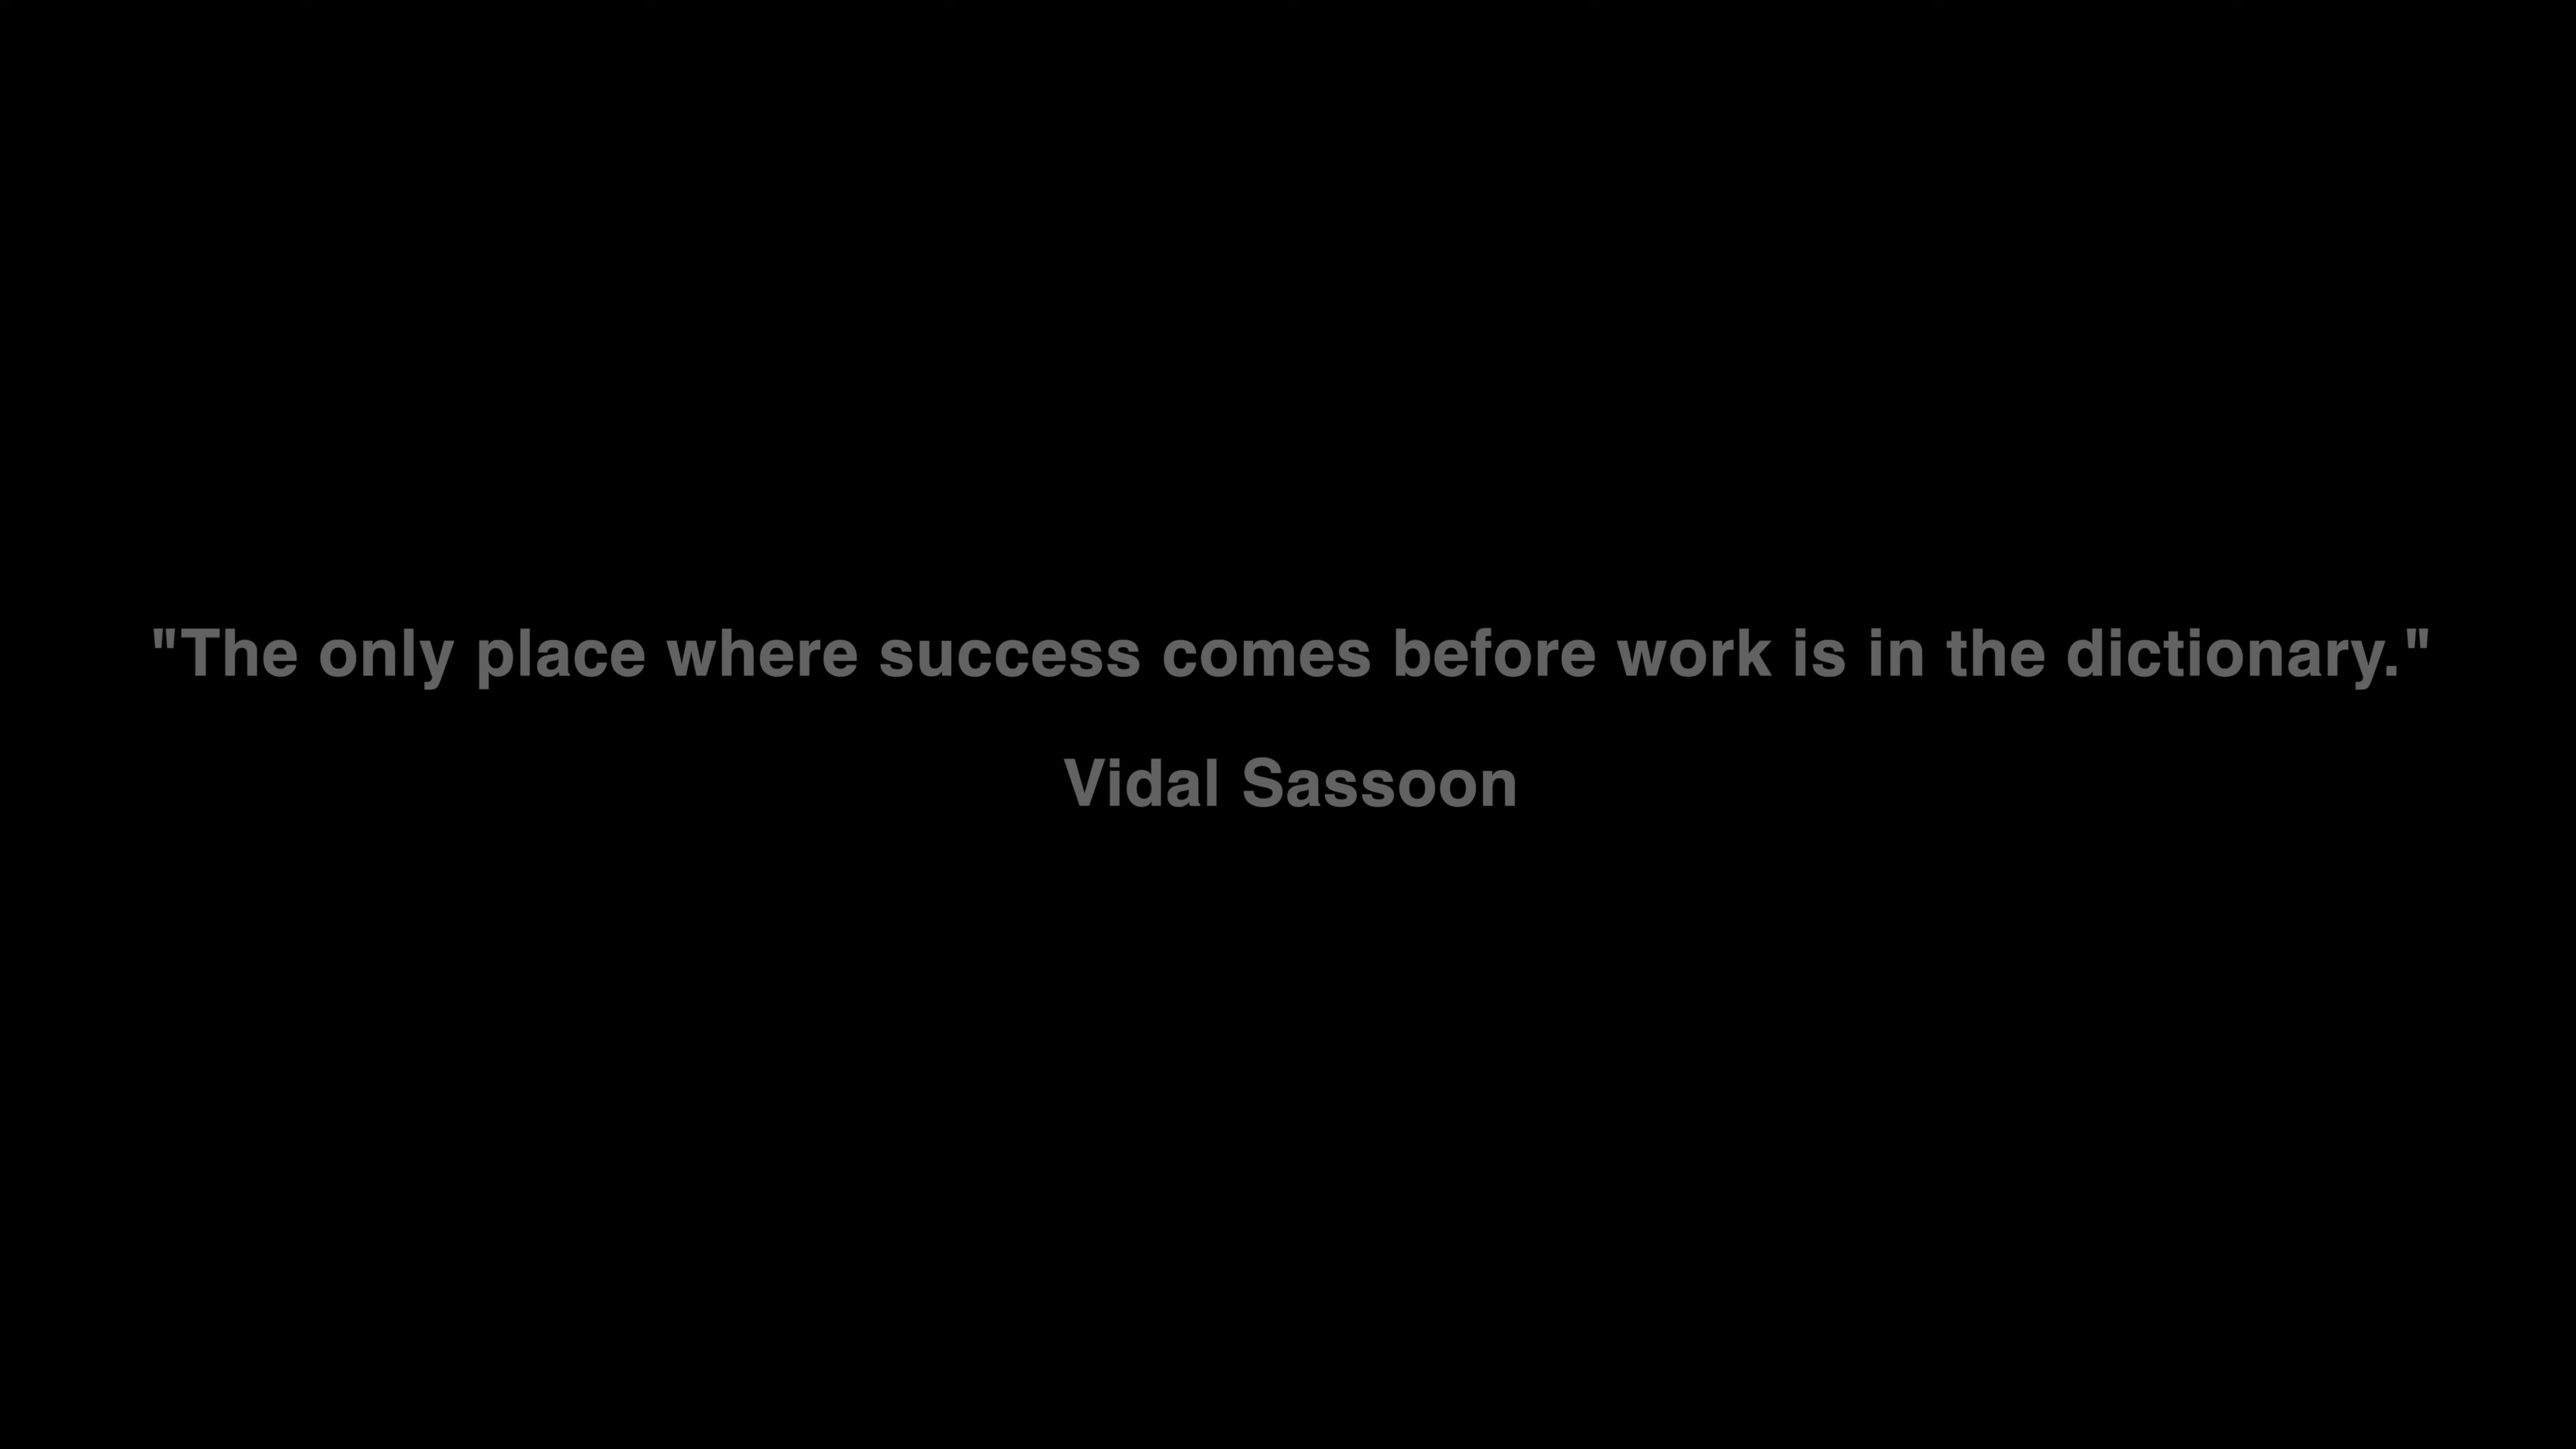 "The only place where success comes before work is in the dictionary."
Vidal Sassoon